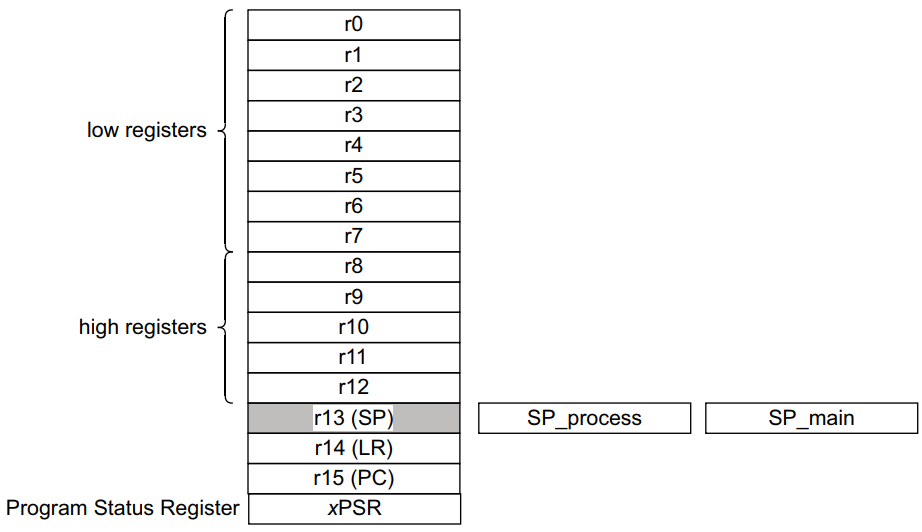 r0
r1
r2
r3
low registers
r4
r5
r6
r7
r8
r9
high registers
r10
r11
r12
r13 (SP)
SP_process
SP_main
r14 (LR)
r15 (PC)
Program Status Register
xPSR